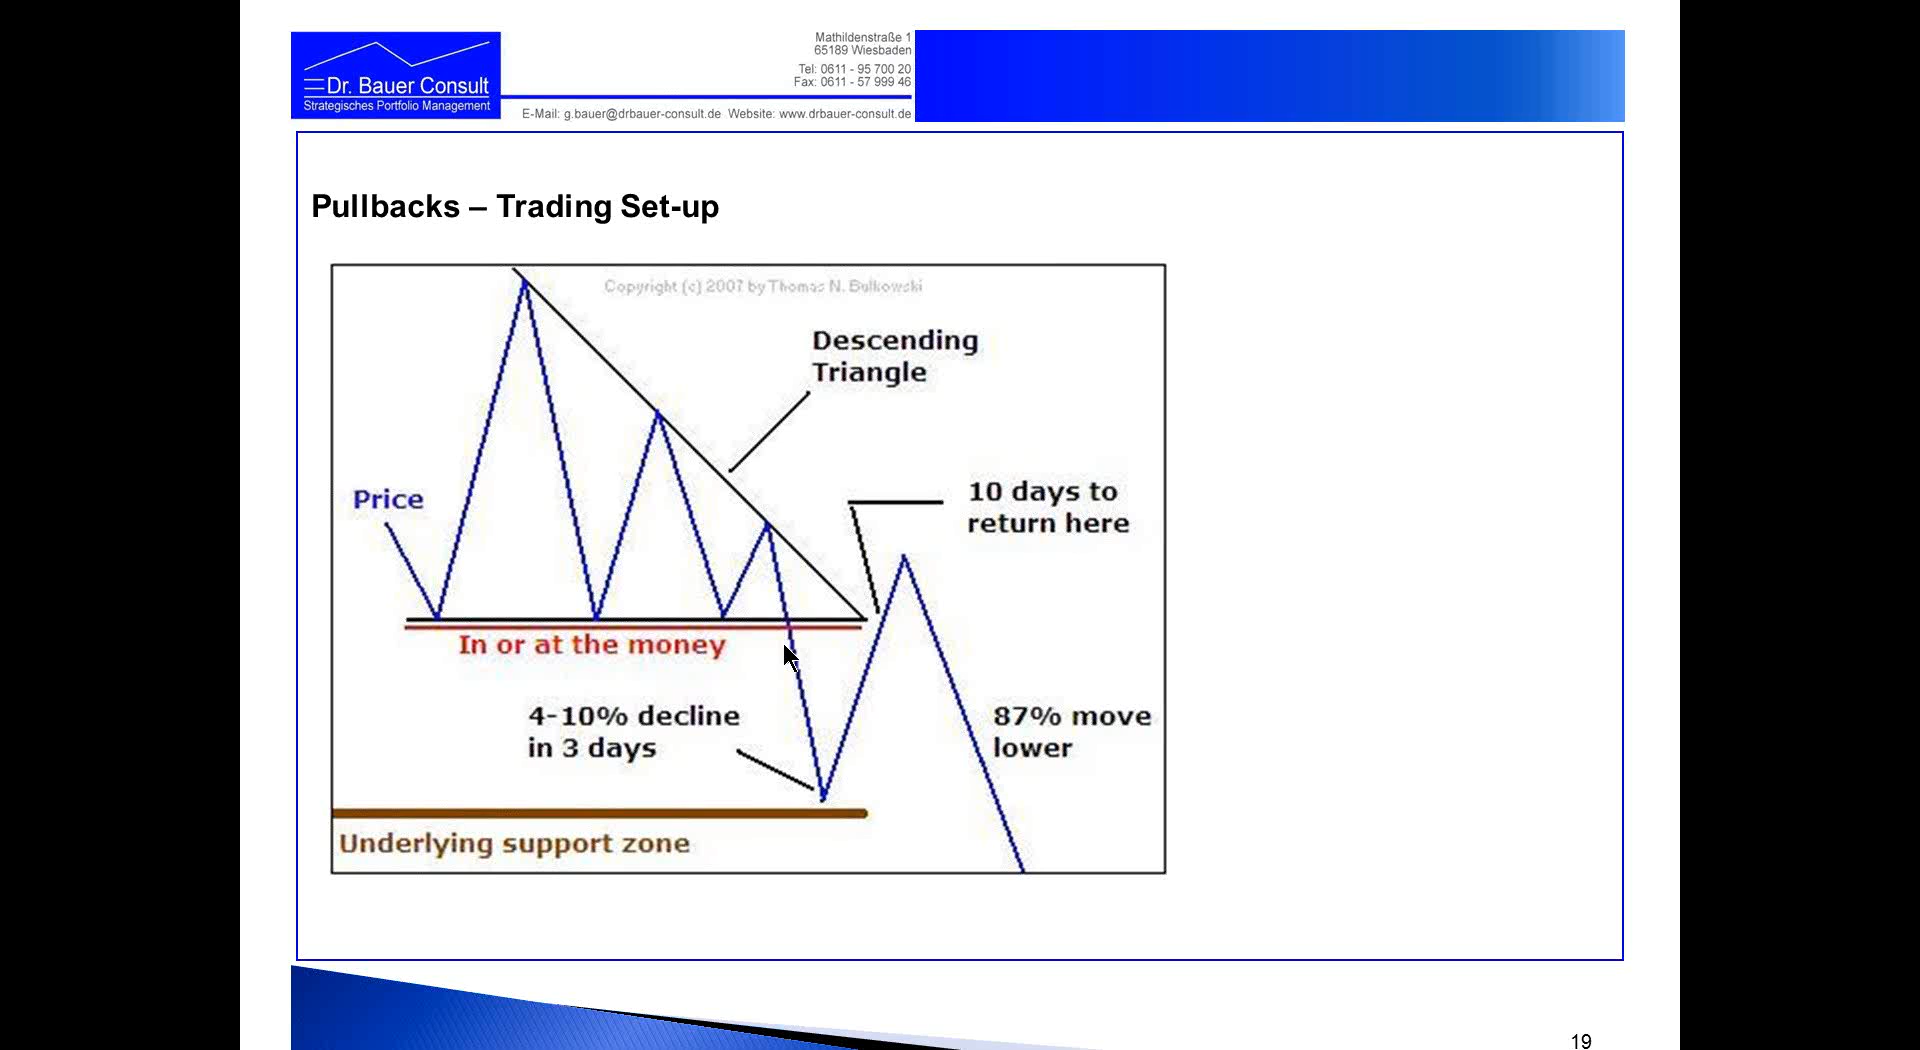 Mathildenstraße 1
65189 Wiesbaden
Tel: 0611 - 95 700 20
Fax: 0611 - 57 999 46
Dr. Bauer Consult
Strategisches Portfolio Management
E-Mail: g.bauer@drbauer-consult.de Website: www.drbauer-consult.de
Pullbacks – Trading Set-up
Copyright (c) 2007 by Thomas N. Bulkowski
Descending
Triangle
Price
10 days to
return here
In or at the money
4-10% decline
in 3 days
87% move
lower
Underlying support zone
19